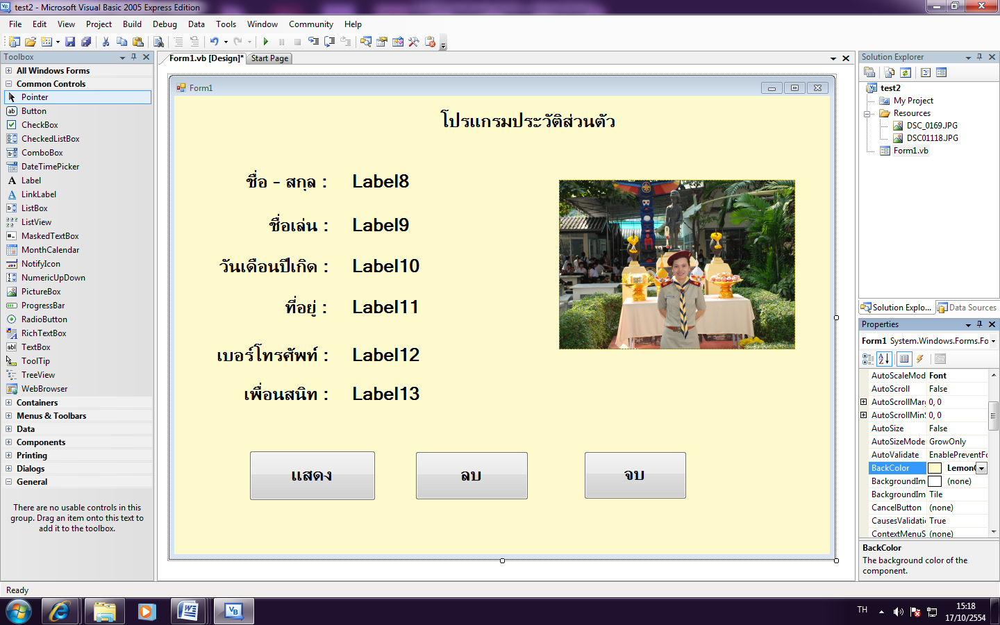 test2 - Microsoft Visual Basic 2005 Express Edition
File Edit View Project Build Debug Data Tools Window Community Help
Toolbox
All Windows Forms
Common Controls
Pointer
Button
CheckBox
CheckedListBox
ComboBox
DateTimePicker
Label
LinkLabel
ListBox
ListView
MaskedTextBox
MonthCalendar
NotifyIcon
NumericUpDown
PictureBox
ProgressBar
RadioButton
RichTextBox
TextBox
ToolTip
TreeView
WebBrowser
Containers
Menus & Toolbars
Data
Components
Printing
Dialogs
General
There are no usable controls in this
group. Drag an item onto this text to
add it to the toolbox.
Form1.vb [Design]* Start Page
Form1
โปรแกรมประวัติส่วนตัว
ชื่อ - สกุล : Label8
ชื่อเล่น : Label9
วันเดือนปีเกิด : Label10
ที่อยู่ : Label11
เบอร์โทรศัพท์ : Label12
เพื่อนสนิท : Label13
แสดง ลบ จบ
Solution Explorer
test2
My Project
Resources
DSC_0169.JPG
DSC01118.JPG
Form1.vb
Solution Explo... Data Sources
Properties
Form1 System.Windows.Forms.Fo
AutoScaleMod Font
AutoScroll False
AutoScrollMar 0, 0
AutoScrollMinS 0, 0
AutoSize False
AutoSizeMode GrowOnly
AutoValidate EnablePreventFo
BackColor LemonC
BackgroundIm (none)
BackgroundIm Tile
CancelButton (none)
CausesValidati True
ContextMenuS (none)
BackColor
The background color of the
component.
Ready
TH 15:18
17/10/2554